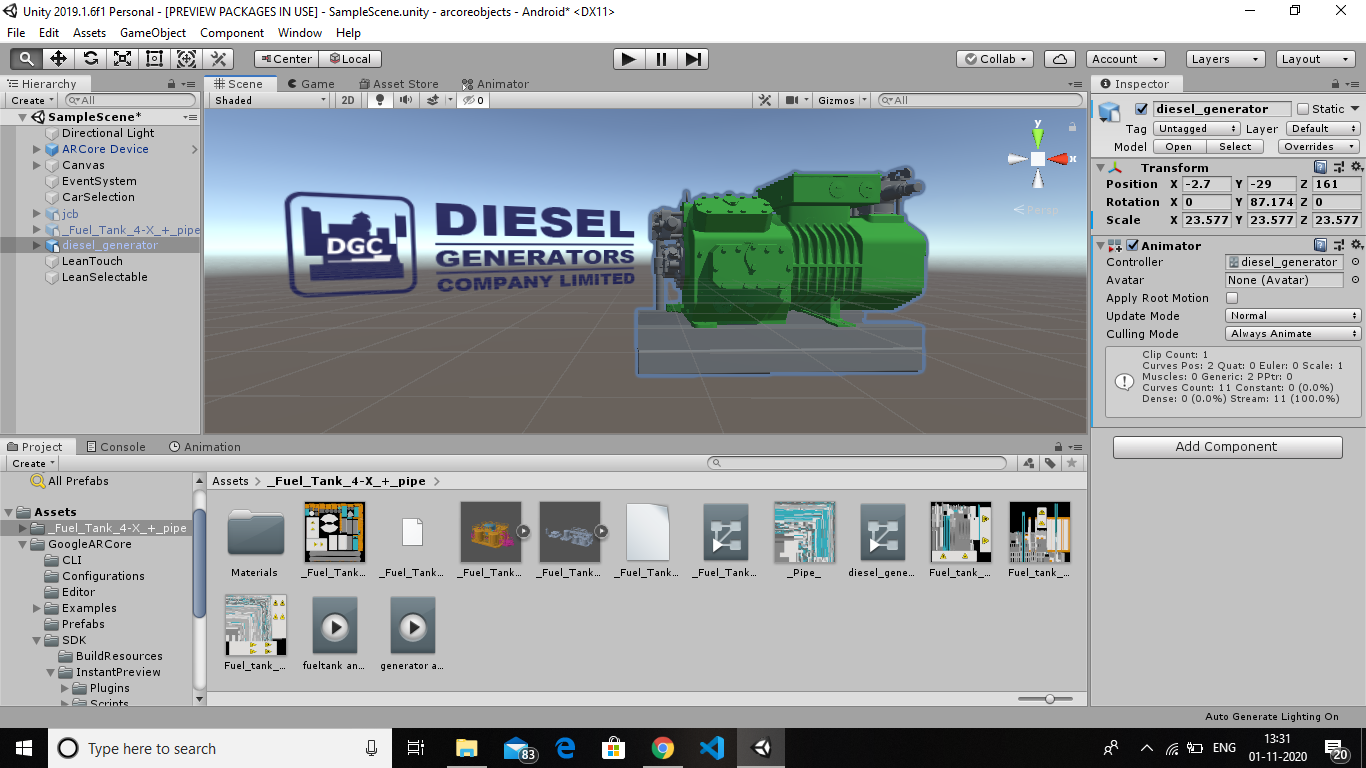 Unity 2019.1.6f1 Personal - [PREVIEW PACKAGES IN USE] - SampleScene.unity - arcoreobjects - Android* <DX11>
File Edit Assets GameObject Component Window Help
Center Local Collab Account Layers Layout
Hierarchy
Create All
SampleScene*
Directional Light
ARCore Device
Canvas
EventSystem
CarSelection
jcb
_Fuel_Tank_4-X_+_pipe
diesel_generator
LeanTouch
LeanSelectable
Scene Game Asset Store Animator
Shaded 2D 0 Gizmos All
y
x
Persp
DGC
DIESEL
GENERATORS
COMPANY LIMITED
Inspector
diesel_generator Static
Tag Untagged Layer Default
Model Open Select Overrides
Transform
Position X -2.7 Y -29 Z 161
Rotation X 0 Y 87.174 Z 0
Scale X 23.577 Y 23.577 Z 23.577
Animator
Controller diesel_generator
Avatar None (Avatar)
Apply Root Motion
Update Mode Normal
Culling Mode Always Animate
Clip Count: 1
Curves Pos: 2 Quat: 0 Euler: 0 Scale: 1
Muscles: 0 Generic: 2 PPtr: 0
Curves Count: 11 Constant: 0 (0.0%)
Dense: 0 (0.0%) Stream: 11 (100.0%)
Add Component
Project Console Animation
Create
All Prefabs
Assets
_Fuel_Tank_4-X_+_pipe
GoogleARCore
CLI
Configurations
Editor
Examples
Prefabs
SDK
BuildResources
InstantPreview
Plugins
Scripts
Assets > _Fuel_Tank_4-X_+_pipe >
Materials _Fuel_Tank... _Fuel_Tank... _Fuel_Tank... _Fuel_Tank... _Fuel_Tank... _Fuel_Tank... _Pipe_ diesel_gene... Fuel_tank_... Fuel_tank_...
Fuel_tank_... fueltank an... generator a...
Auto Generate Lighting On
Type here to search
83
ENG
13:31
01-11-2020
20